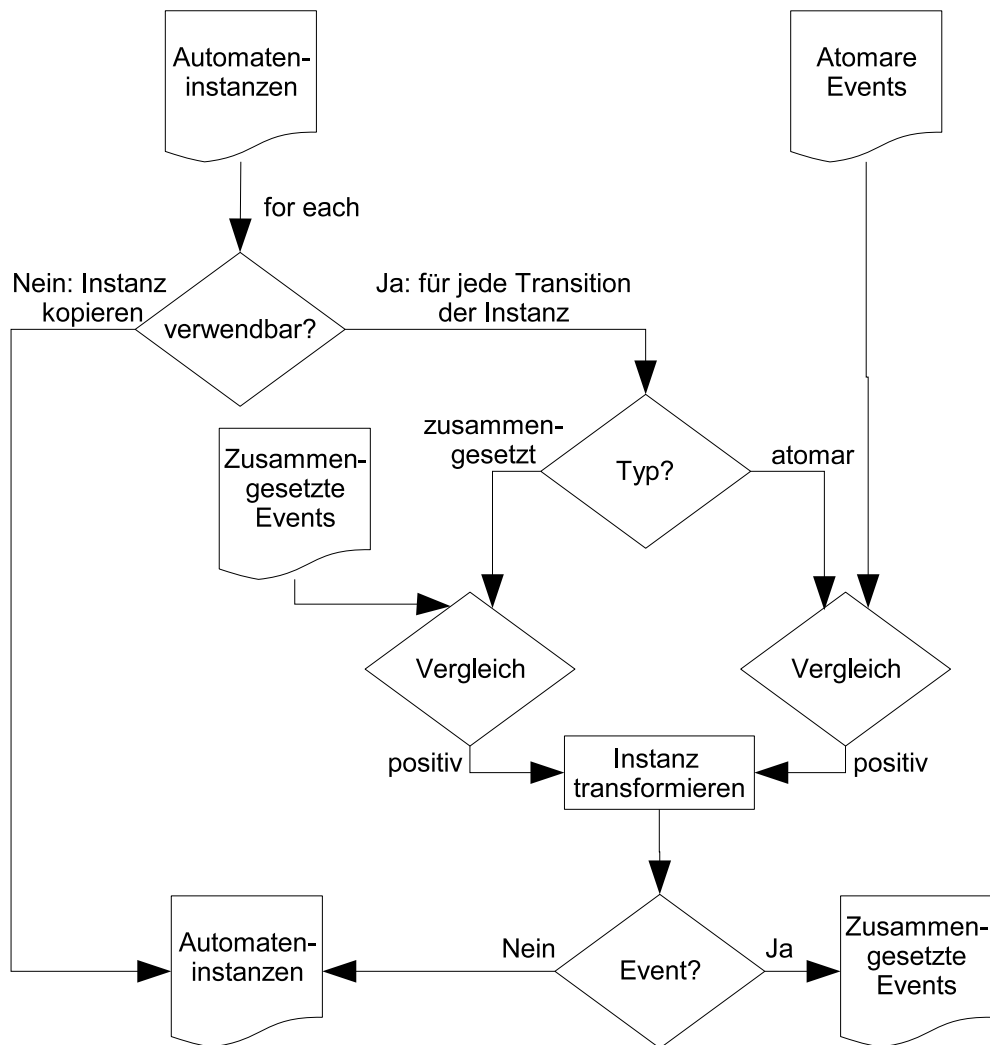 Automaten-
instanzen
Atomare
Events
for each
Nein: Instanz
kopieren
Ja: für jede Transition
der Instanz
verwendbar?
zusammen-
gesetzt
Typ?
atomar
Zusammen-
gesetzte
Events
Vergleich
Vergleich
positiv
Instanz
transformieren
positiv
Automaten-
instanzen
Nein
Event?
Ja
Zusammen-
gesetzte
Events